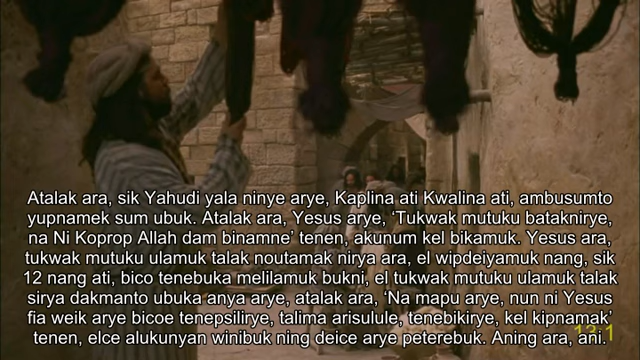 Atalak ara, sik Yahudi yala ninye arye, Kaplina ati Kwalina ati, ambusumto
yupnamek sum ubuk. Atalak ara, Yesus arye, ‘Tukwak mutuku bataknirye,
na Ni Koprop Allah dam binamne’ tenen, akunum kel bikamuk. Yesus ara,
tukwak mutuku ulamuk talak noutamak nirya ara, el wipdeiyamuk nang, sik
12 nang ati, bico tenebuka melilamuk bukni, el tukwak mutuku ulamuk talak
sirya dakmanto ubuka anya arye, atalak ara, ‘Na mapu arye, nun ni Yesus
fia weik arye bicoe tenepsilirye, talima arisulule, tenebikirye, kel kipnamak’
tenen, elce alukuanyan winibuk ning deice arye peterebuk. Aning ara, ani.
13:1